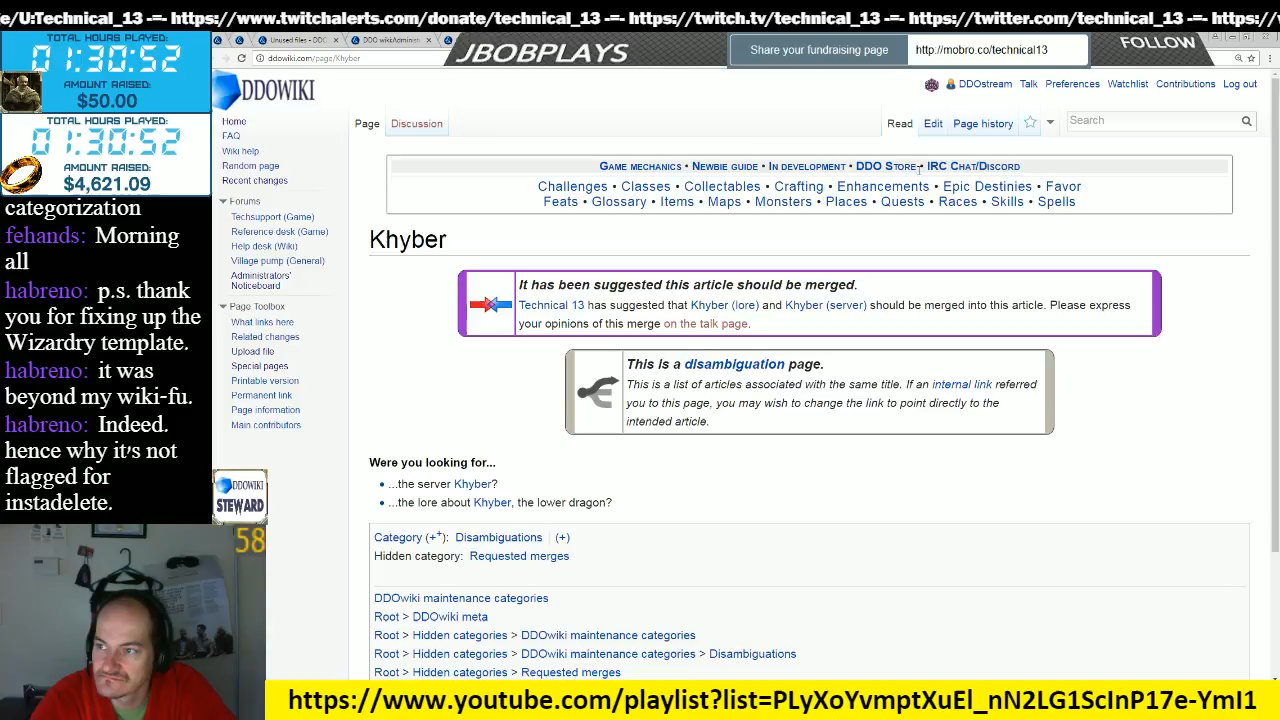 e/U:Technical_13 -=- https://www.twitchalerts.com/donate/technical_13 -=- https://twitch.tv/technical_13 -=- https://twitter.com/technical_13 -=- https:/
TOTAL HOURS PLAYED:
01:30:52
AMOUNT RAISED:
$50.00
TOTAL HOURS PLAYED:
01:30:52
AMOUNT RAISED:
$4,621.09
categorization
fehands: Morning
all
habreno: p.s. thank
you for fixing up the
Wizardry template.
habreno: it was
beyond my wiki-fu.
habreno: Indeed.
hence why it's not
flagged for
instadelete.
58
Unused files - DDO
DDO wiki:Administr
JBOBPLAYS
Share your fundraising page
http://mobro.co/technical13
FOLLOW
ddowiki.com/page/Khyber
DDOWIKI
DDOstream Talk Preferences Watchlist Contributions Log out
Page Discussion
Read Edit Page history
Search
Home
FAQ
Wiki help
Random page
Recent changes
Forums
Techsupport (Game)
Reference desk (Game)
Help desk (Wiki)
Village pump (General)
Administrators'
Noticeboard
Page Toolbox
What links here
Related changes
Upload file
Special pages
Printable version
Permanent link
Page information
Main contributors
DDOWIKI
STEWARD
Game mechanics • Newbie guide • In development • DDO Store • IRC Chat/Discord
Challenges • Classes • Collectables • Crafting • Enhancements • Epic Destinies • Favor
Feats • Glossary • Items • Maps • Monsters • Places • Quests • Races • Skills • Spells
Khyber
It has been suggested this article should be merged.
Technical 13 has suggested that Khyber (lore) and Khyber (server) should be merged into this article. Please express
your opinions of this merge on the talk page.
This is a disambiguation page.
This is a list of articles associated with the same title. If an internal link referred
you to this page, you may wish to change the link to point directly to the
intended article.
Were you looking for...
• ...the server Khyber?
• ...the lore about Khyber, the lower dragon?
Category (++): Disambiguations (+)
Hidden category: Requested merges
DDOwiki maintenance categories
Root > DDOwiki meta
Root > Hidden categories > DDOwiki maintenance categories
Root > Hidden categories > DDOwiki maintenance categories > Disambiguations
Root > Hidden categories > Requested merges
https://www.youtube.com/playlist?list=PLyXoYvmptXuEl_nN2LG1ScInP17e-YmI1